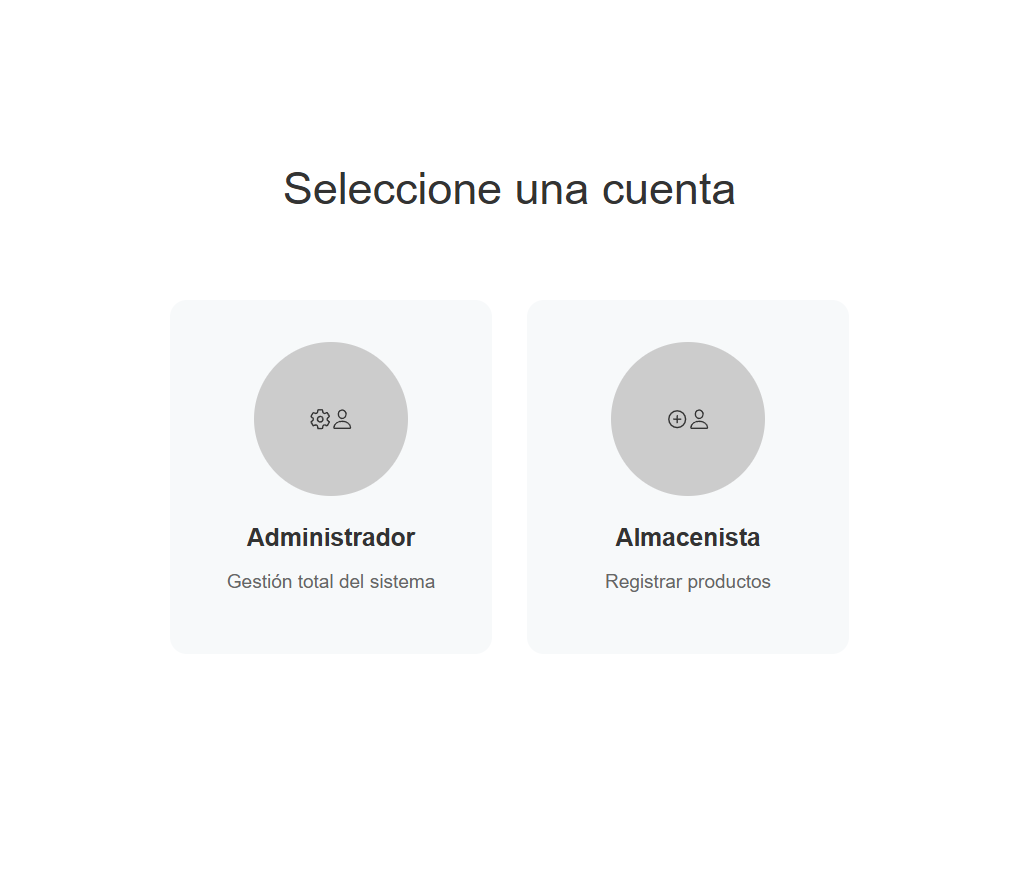 Seleccione una cuenta
Administrador
Gestión total del sistema
Almacenista
Registrar productos